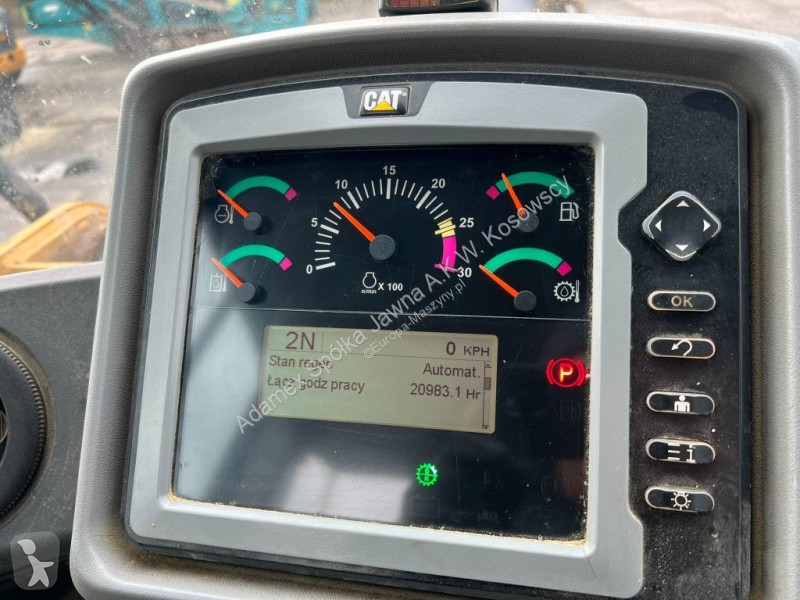 CAT
0 5 10 15 20 25 30
n/min X 100
2N 0 KPH
Automat.
Łącz godz pracy 20983.1 Hr
P
OK
Adamek Spółka Jawna A.K.W. Kosowscy
©Europa-Maszyny.pl